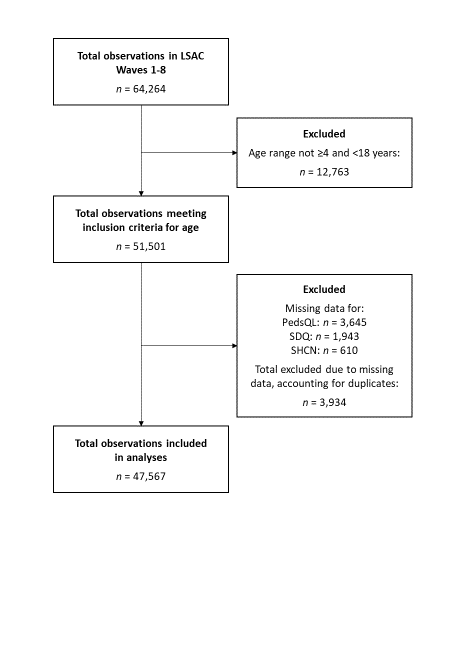 Total observations in LSAC
Waves 1-8
n = 64,264
Excluded
Age range not ≥4 and <18 years:
n = 12,763
Total observations meeting
inclusion criteria for age
n = 51,501
Excluded
Missing data for:
PedsQL: n = 3,645
SDQ: n = 1,943
SHCN: n = 610
Total excluded due to missing
data, accounting for duplicates:
n = 3,934
Total observations included
in analyses
n = 47,567